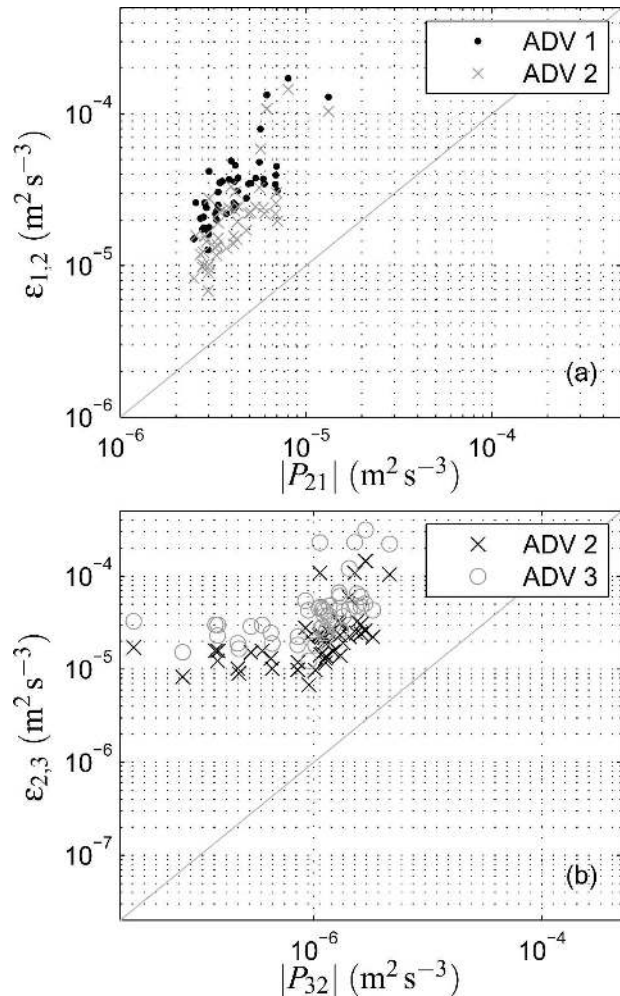 ADV 1
ADV 2
10⁻⁴
10⁻⁵
10⁻⁶
ε₁,₂ (m² s⁻³)
(a)
10⁻⁶ 10⁻⁵ 10⁻⁴
|P₂₁| (m² s⁻³)
ADV 2
ADV 3
10⁻⁴
10⁻⁵
10⁻⁶
10⁻⁷
ε₂,₃ (m² s⁻³)
(b)
10⁻⁶ 10⁻⁴
|P₃₂| (m² s⁻³)